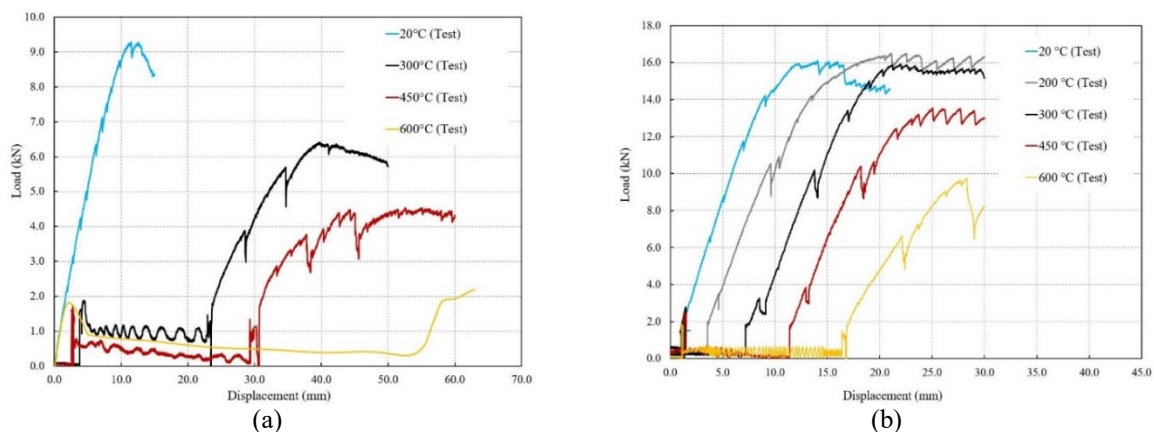 10.0
9.0
8.0
7.0
6.0
5.0
4.0
3.0
2.0
1.0
0.0
Load (kN)
20°C (Test)
300°C (Test)
450°C (Test)
600°C (Test)
0.0 10.0 20.0 30.0 40.0 50.0 60.0 70.0
Displacement (mm)
(a)
18.0
16.0
14.0
12.0
10.0
8.0
6.0
4.0
2.0
0.0
Load (kN)
20 °C (Test)
200 °C (Test)
300 °C (Test)
450 °C (Test)
600 °C (Test)
0.0 5.0 10.0 15.0 20.0 25.0 30.0 35.0 40.0 45.0
Displacement (mm)
(b)